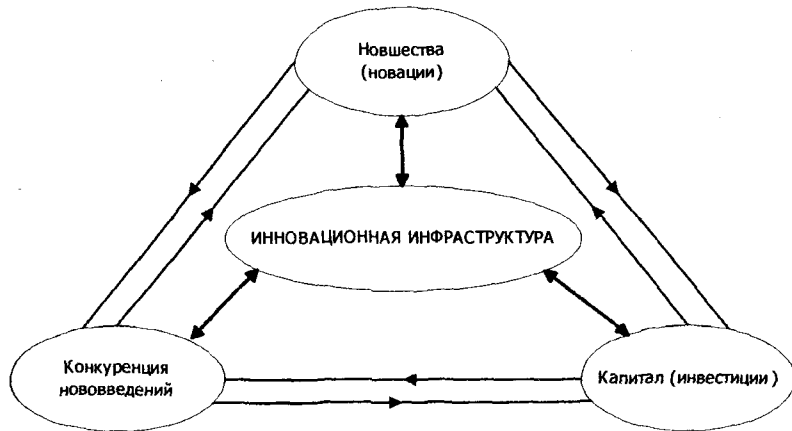 Новшества
(новации)
ИННОВАЦИОННАЯ ИНФРАСТРУКТУРА
Конкуренция
нововведений
Капитал (инвестиции)